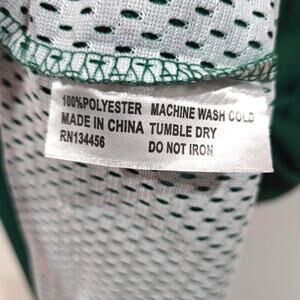 100%POLYESTER MACHINE WASH COLD
MADE IN CHINA TUMBLE DRY
RN134456 DO NOT IRON